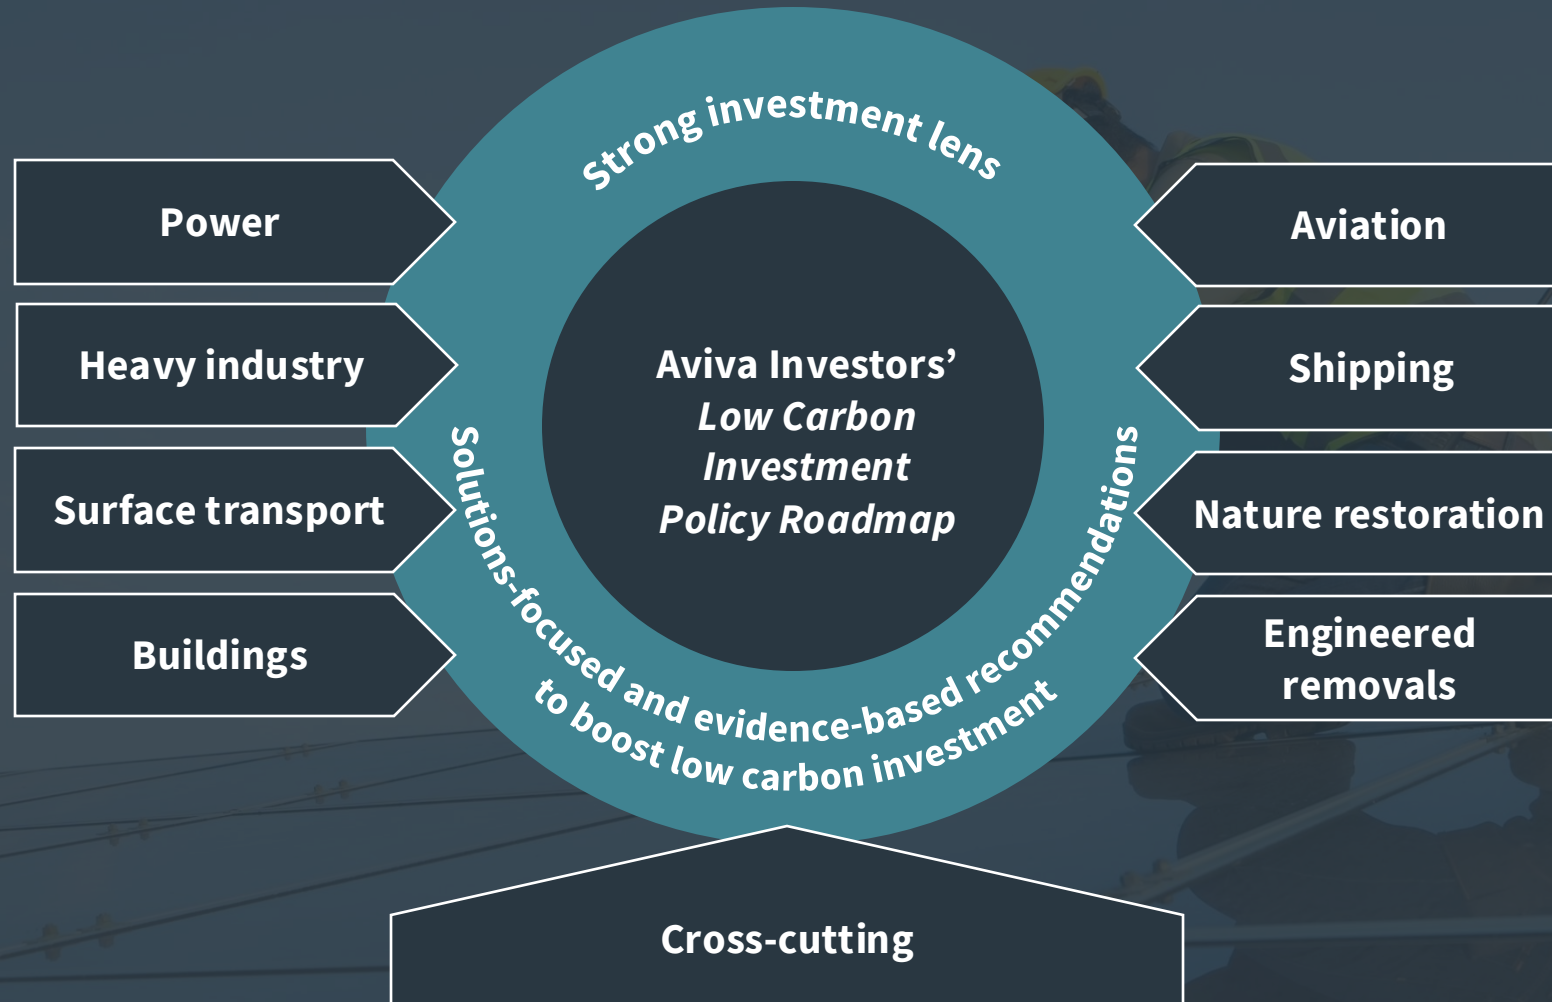 Strong investment lens
Power
Heavy industry
Surface transport
Buildings
Aviva Investors’
Low Carbon
Investment
Policy Roadmap
Aviation
Shipping
Nature restoration
Engineered
removals
Solutions-focused and evidence-based recommendations
to boost low carbon investment
Cross-cutting